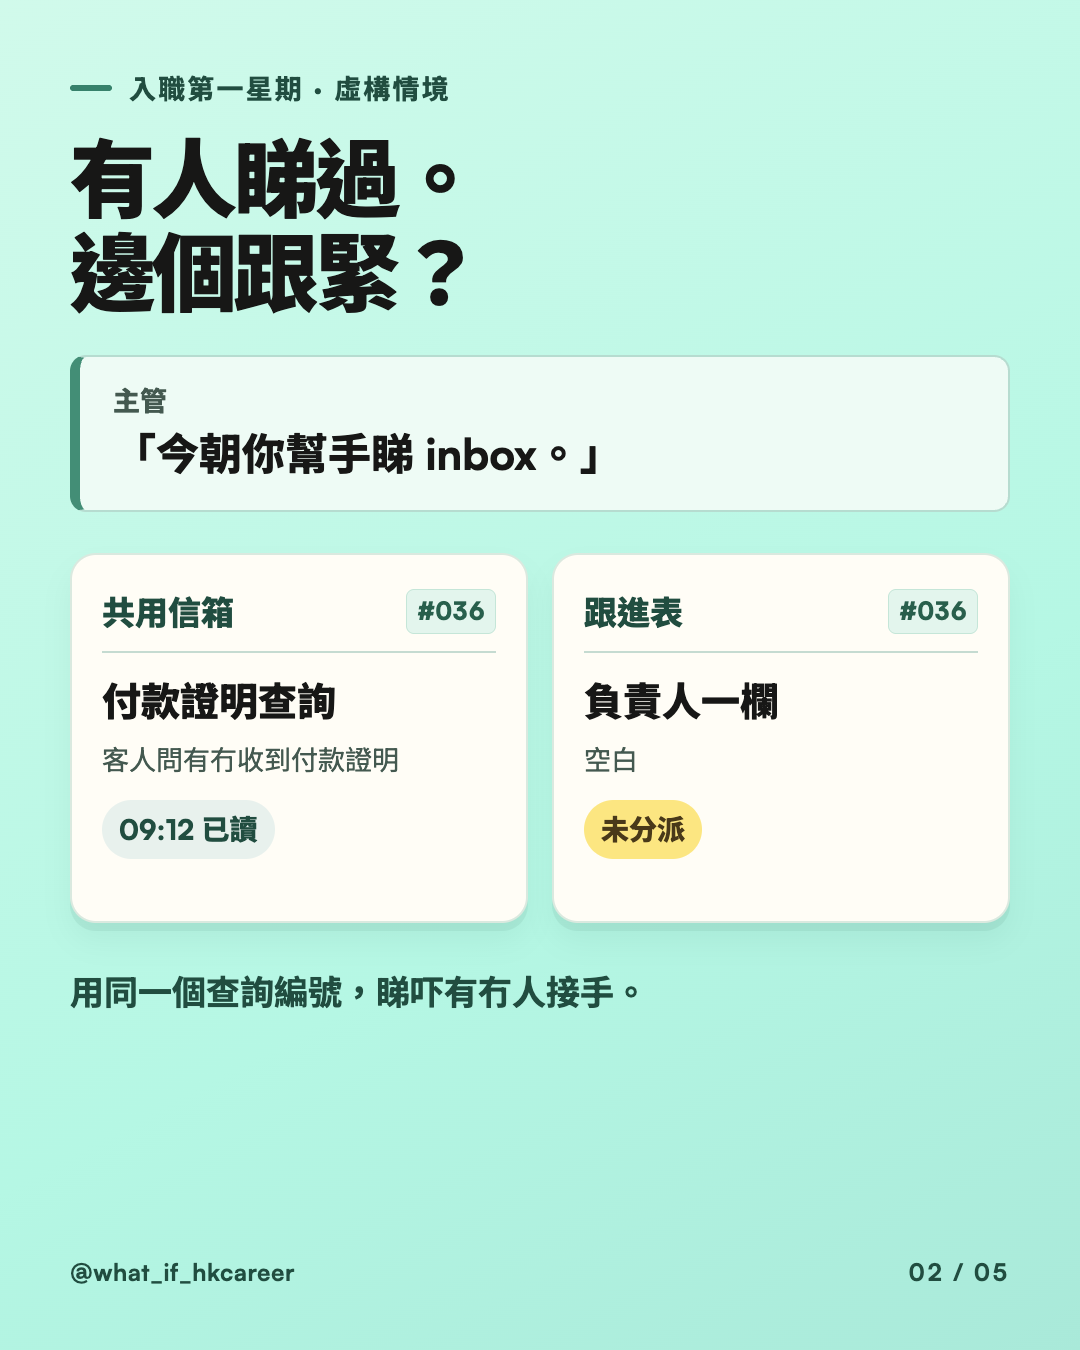 入職第一星期・虛構情境
有人睇過。
邊個跟緊？
主管
「今朝你幫手睇 inbox。」
共用信箱
#036
付款證明查詢
客人問有冇收到付款證明
09:12 已讀
跟進表
#036
負責人一欄
空白
未分派
用同一個查詢編號，睇吓有冇人接手。
@what_if_hkcareer
02 / 05